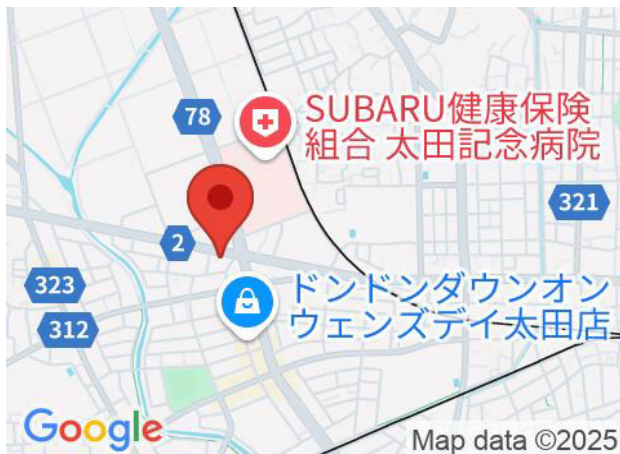 78
SUBARU健康保険
組合 太田記念病院
321
2
323
ドンドンダウンオン
ウェンズデイ太田店
312
Google
Map data ©2025